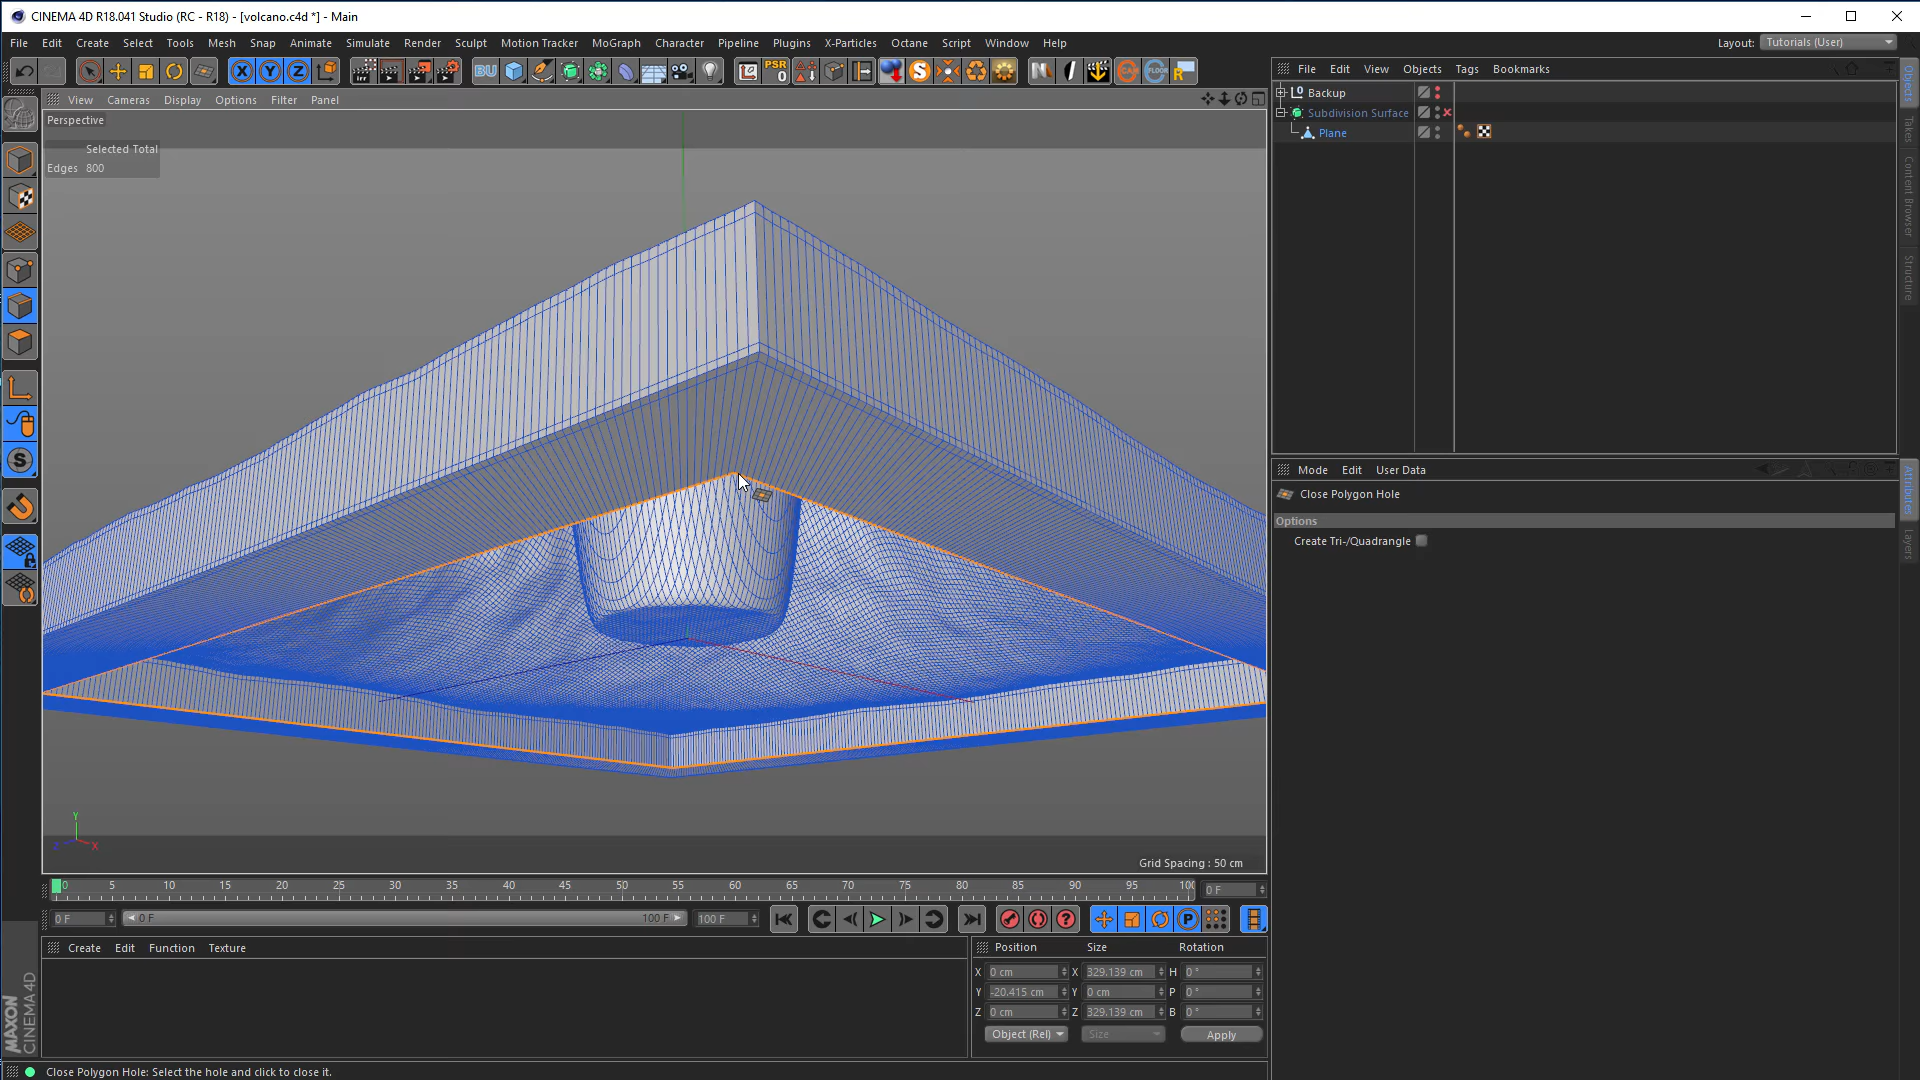 CINEMA 4D R18.041 Studio (RC - R18) - [volcano.c4d *] - Main
File Edit Create Select Tools Mesh Snap Animate Simulate Render Sculpt Motion Tracker MoGraph Character Pipeline Plugins X-Particles Octane Script Window Help
Layout: Tutorials (User)
View Cameras Display Options Filter Panel
Perspective
Selected Total
Edges 800
Grid Spacing : 50 cm
File Edit View Objects Tags Bookmarks
Backup
Subdivision Surface
Plane
Objects
Takes
Content Browser
Structure
Mode Edit User Data
Close Polygon Hole
Options
Create Tri-/Quadrangle
Attributes
Layers
0 5 10 15 20 25 30 35 40 45 50 55 60 65 70 75 80 85 90 95 100
0 F
0 F 0 F 100 F 100 F
Create Edit Function Texture
Position Size Rotation
X 0 cm X 329.139 cm H 0 °
Y -20.415 cm Y 0 cm P 0 °
Z 0 cm Z 329.139 cm B 0 °
Object (Rel) Size Apply
MAXON
CINEMA 4D
Close Polygon Hole: Select the hole and click to close it.